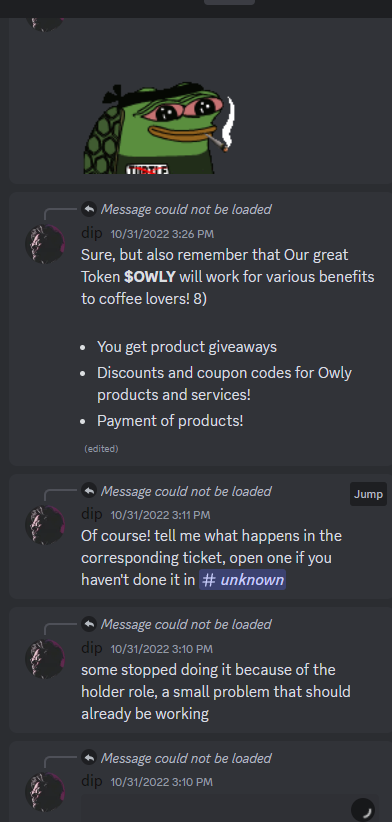 TURTLE
Message could not be loaded
dip 10/31/2022 3:26 PM
Sure, but also remember that Our great
Token $OWLY will work for various benefits
to coffee lovers! 8)
• You get product giveaways
• Discounts and coupon codes for Owly
products and services!
• Payment of products!
(edited)
Message could not be loaded
Jump
dip 10/31/2022 3:11 PM
Of course! tell me what happens in the
corresponding ticket, open one if you
haven't done it in # unknown
Message could not be loaded
dip 10/31/2022 3:10 PM
some stopped doing it because of the
holder role, a small problem that should
already be working
Message could not be loaded
dip 10/31/2022 3:10 PM